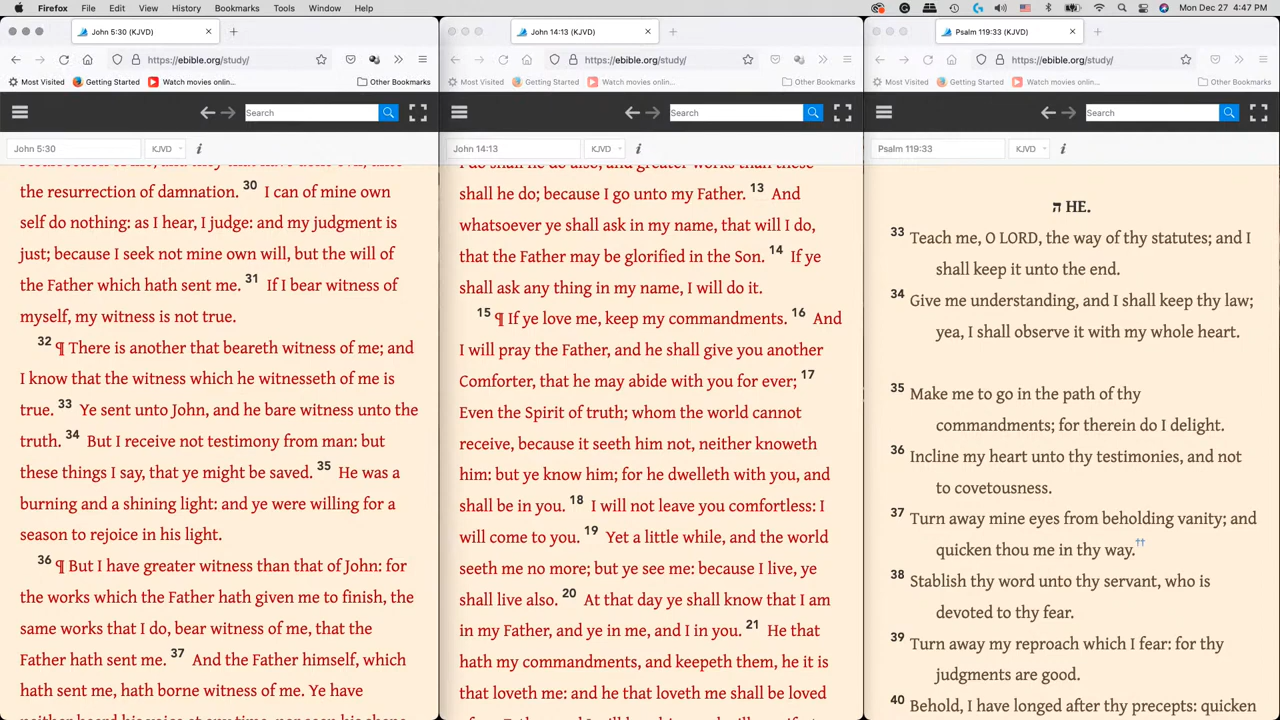 Firefox File Edit View History Bookmarks Tools Window Help
Mon Dec 27 4:47 PM
John 5:30 (KJVD)
https://ebible.org/study/
Most Visited
Getting Started
Watch movies onlin...
Other Bookmarks
Search
John 5:30
KJVD
i
the resurrection of damnation. 30 I can of mine own
self do nothing: as I hear, I judge: and my judgment is
just; because I seek not mine own will, but the will of
the Father which hath sent me. 31 If I bear witness of
myself, my witness is not true.
32 ¶ There is another that beareth witness of me; and
I know that the witness which he witnesseth of me is
true. 33 Ye sent unto John, and he bare witness unto the
truth. 34 But I receive not testimony from man: but
these things I say, that ye might be saved. 35 He was a
burning and a shining light: and ye were willing for a
season to rejoice in his light.
36 ¶ But I have greater witness than that of John: for
the works which the Father hath given me to finish, the
same works that I do, bear witness of me, that the
Father hath sent me. 37 And the Father himself, which
hath sent me, hath borne witness of me. Ye have
John 14:13 (KJVD)
https://ebible.org/study/
Most Visited
Getting Started
Watch movies onlin...
Other Bookmarks
Search
John 14:13
KJVD
i
I do shall he do also; and greater works than these
shall he do; because I go unto my Father. 13 And
whatsoever ye shall ask in my name, that will I do,
that the Father may be glorified in the Son. 14 If ye
shall ask any thing in my name, I will do it.
15 ¶ If ye love me, keep my commandments. 16 And
I will pray the Father, and he shall give you another
Comforter, that he may abide with you for ever; 17
Even the Spirit of truth; whom the world cannot
receive, because it seeth him not, neither knoweth
him: but ye know him; for he dwelleth with you, and
shall be in you. 18 I will not leave you comfortless: I
will come to you. 19 Yet a little while, and the world
seeth me no more; but ye see me: because I live, ye
shall live also. 20 At that day ye shall know that I am
in my Father, and ye in me, and I in you. 21 He that
hath my commandments, and keepeth them, he it is
that loveth me: and he that loveth me shall be loved
Psalm 119:33 (KJVD)
https://ebible.org/study/
Most Visited
Getting Started
Watch movies onlin...
Other Bookmarks
Search
Psalm 119:33
KJVD
i
ה HE.
33 Teach me, O LORD, the way of thy statutes; and I
shall keep it unto the end.
34 Give me understanding, and I shall keep thy law;
yea, I shall observe it with my whole heart.
35 Make me to go in the path of thy
commandments; for therein do I delight.
36 Incline my heart unto thy testimonies, and not
to covetousness.
37 Turn away mine eyes from beholding vanity; and
quicken thou me in thy way.††
38 Stablish thy word unto thy servant, who is
devoted to thy fear.
39 Turn away my reproach which I fear: for thy
judgments are good.
40 Behold, I have longed after thy precepts: quicken